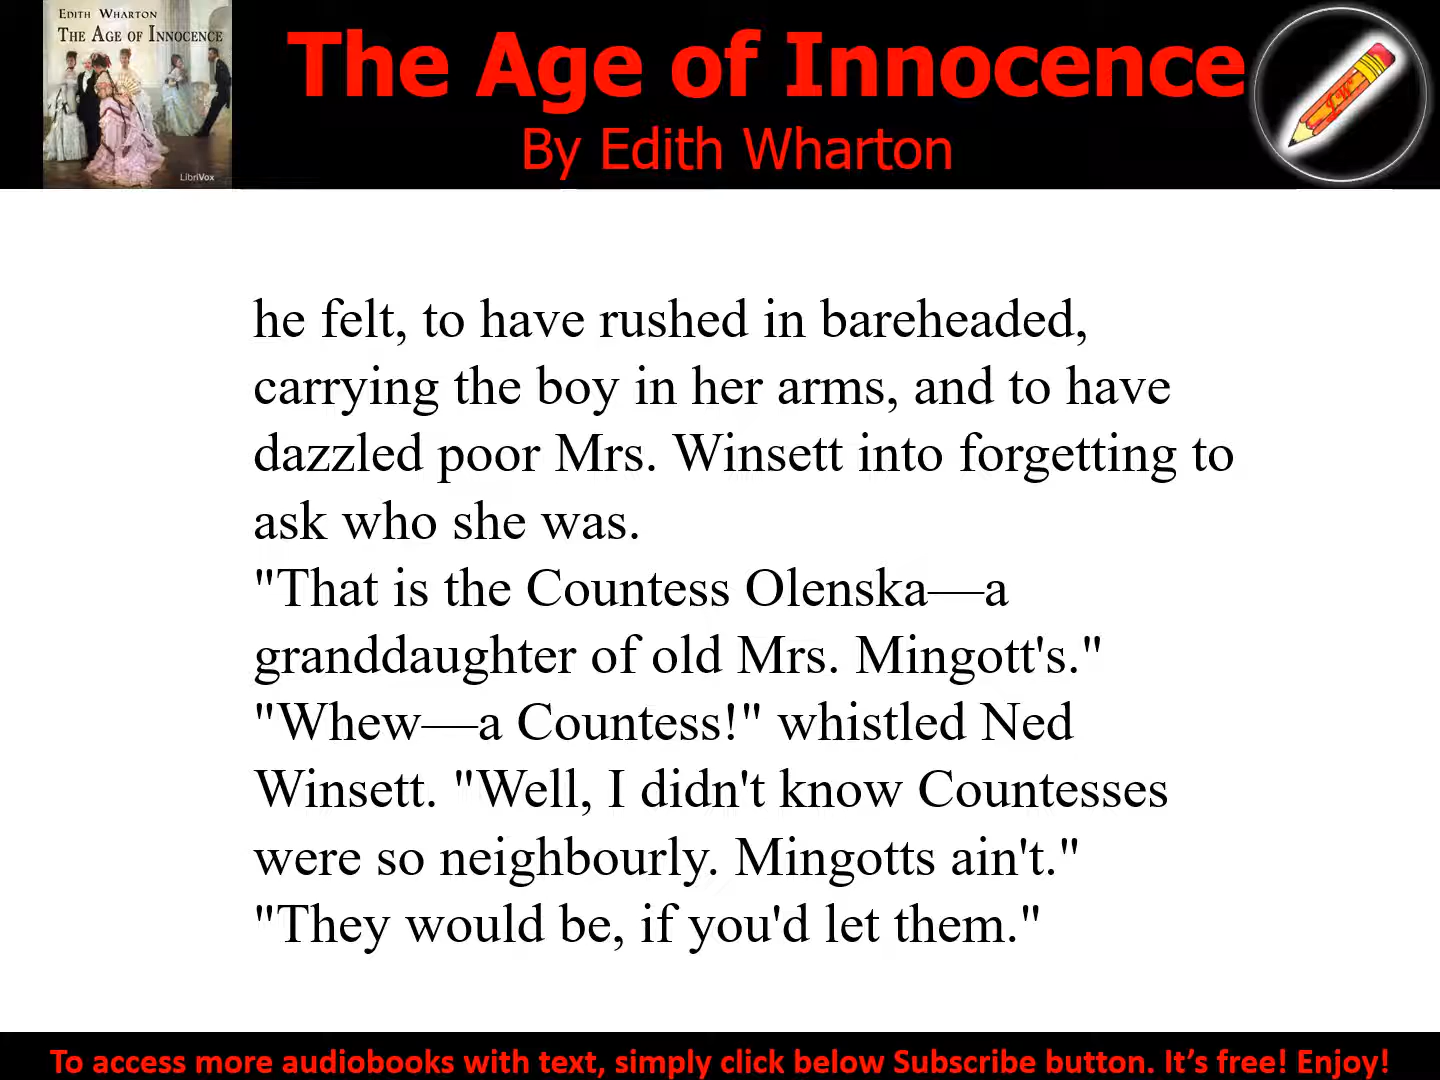 EDITH WHARTON
THE AGE OF INNOCENCE
LibriVox
The Age of Innocence
By Edith Wharton
he felt, to have rushed in bareheaded,
carrying the boy in her arms, and to have
dazzled poor Mrs. Winsett into forgetting to
ask who she was.
"That is the Countess Olenska—a
granddaughter of old Mrs. Mingott's."
"Whew—a Countess!" whistled Ned
Winsett. "Well, I didn't know Countesses
were so neighbourly. Mingotts ain't."
"They would be, if you'd let them."
To access more audiobooks with text, simply click below Subscribe button. It’s free! Enjoy!